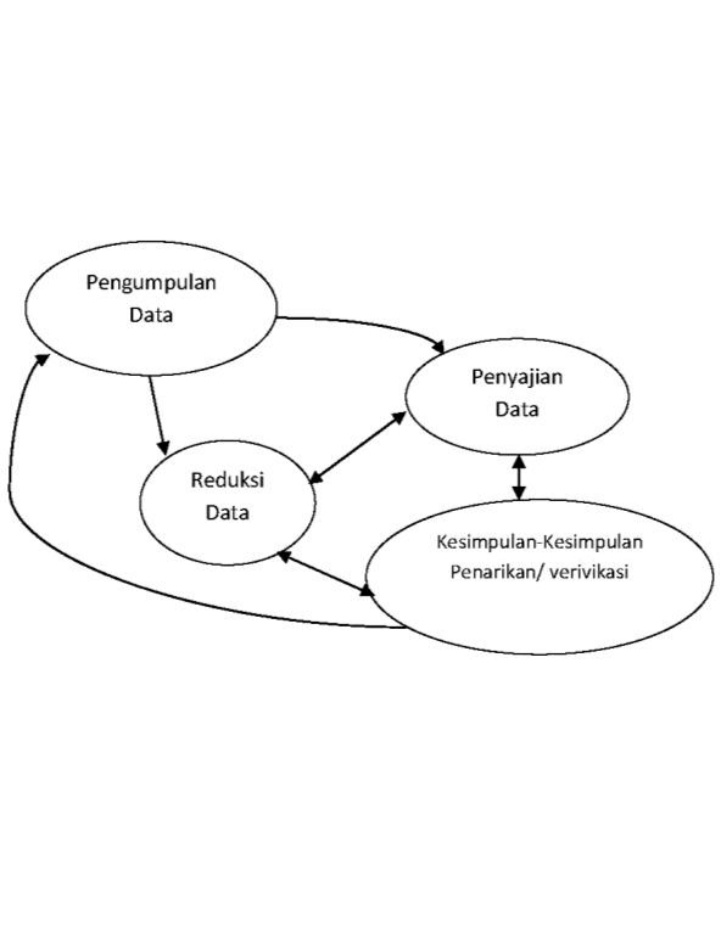 Pengumpulan
Data
Penyajian
Data
Reduksi
Data
Kesimpulan-Kesimpulan
Penarikan/ verivikasi